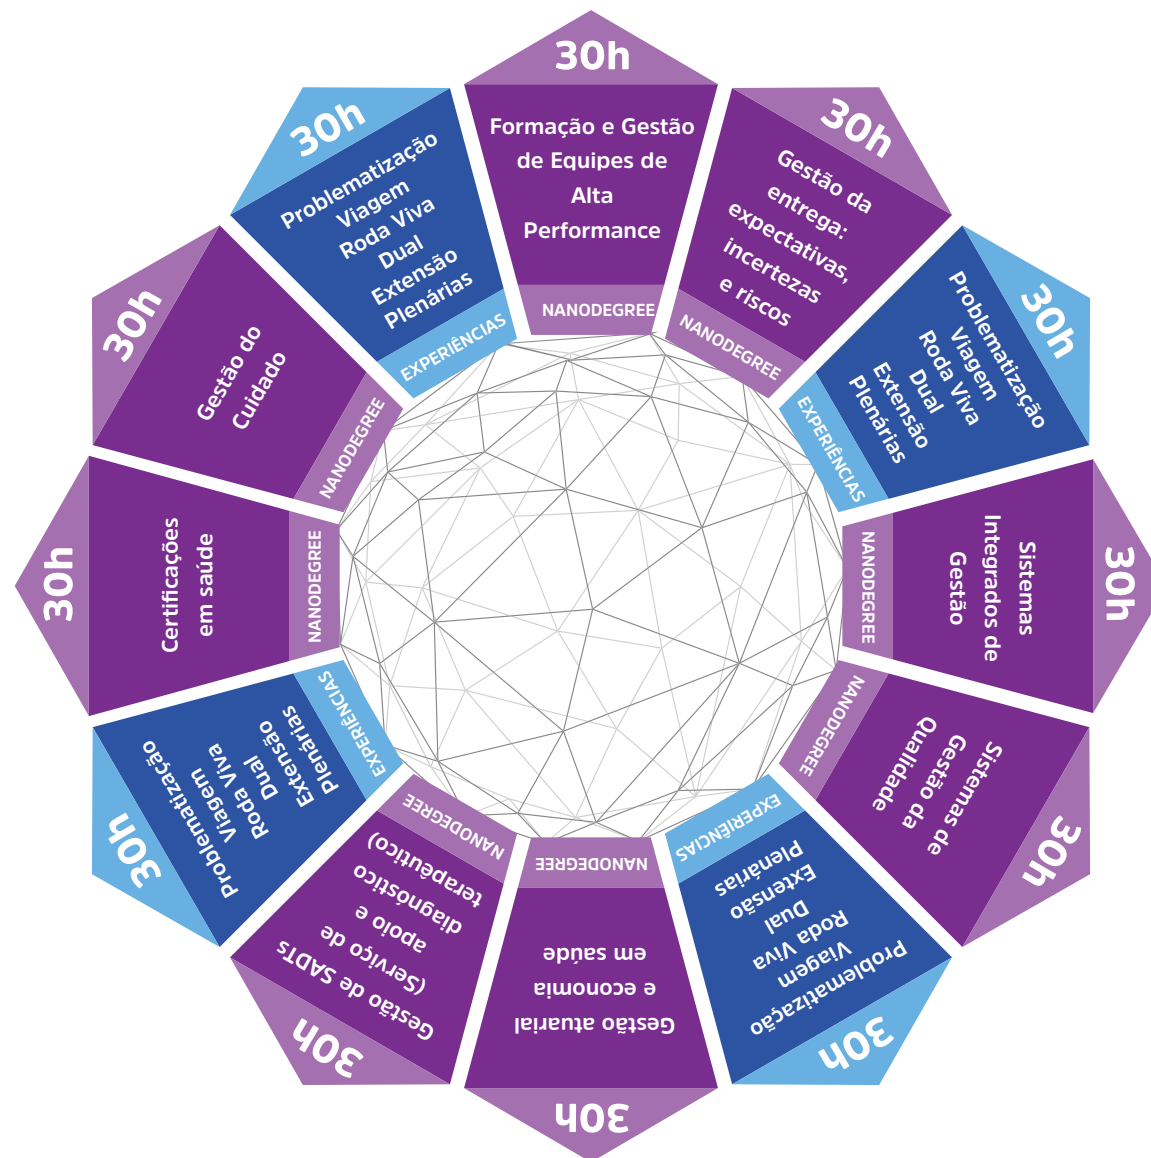 30h
Formação e Gestão
de Equipes de
Alta
Performance
NANODEGREE
30h
Gestão da
entrega:
expectativas,
incertezas
e riscos
NANODEGREE
30h
Problematização
Viagem
Roda Viva
Dual
Extensão
Plenárias
EXPERIÊNCIAS
30h
Sistemas
Integrados de
Gestão
NANODEGREE
30h
Sistemas de
Gestão da
Qualidade
NANODEGREE
30h
Problematização
Viagem
Roda Viva
Dual
Extensão
Plenárias
EXPERIÊNCIAS
30h
Gestão atuarial
e economia
em saúde
NANODEGREE
30h
Gestão de SADTs
(Serviço de
apoio e
diagnóstico
terapêutico)
NANODEGREE
30h
Problematização
Viagem
Roda Viva
Dual
Extensão
Plenárias
EXPERIÊNCIAS
30h
Certificações
em saúde
NANODEGREE
30h
Gestão do
Cuidado
NANODEGREE
30h
Problematização
Viagem
Roda Viva
Dual
Extensão
Plenárias
EXPERIÊNCIAS